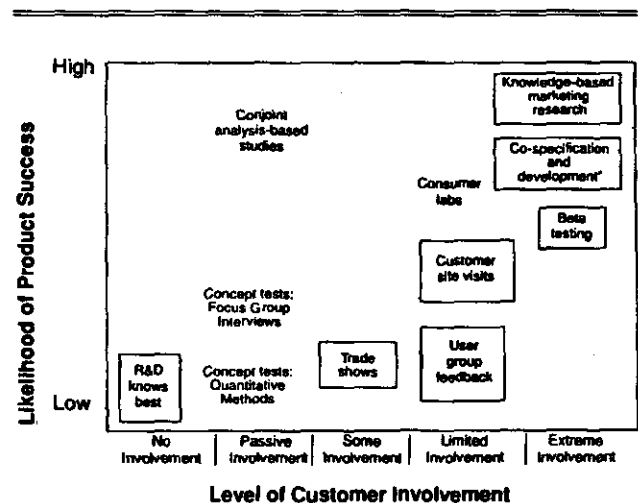 High
Knowledge-based
marketing
research
Conjoint
analysis-based
studies
Co-specification
and
development*
Consumer
labs
Beta
testing
Customer
site visits
Concept tests:
Focus Group
Interviews
R&D
knows
best
Concept tests:
Quantitative
Methods
Trade
shows
User
group
feedback
Low
Likelihood of Product Success
No
Involvement
Passive
Involvement
Some
Involvement
Limited
Involvement
Extreme
Involvement
Level of Customer Involvement